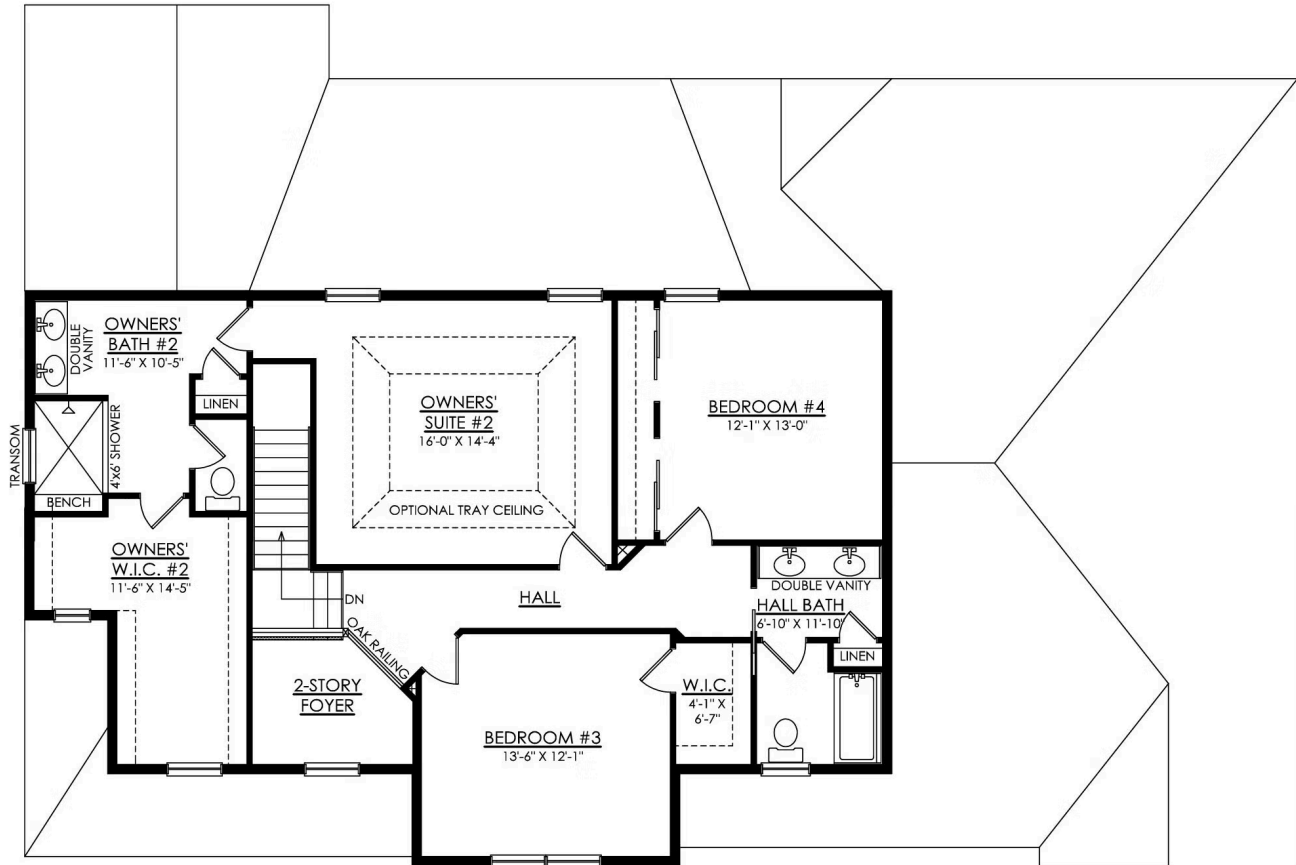 OWNERS'
BATH #2
11'-6" X 10'-5"
DOUBLE
VANITY
LINEN
TRANSOM
4'x6' SHOWER
BENCH
OWNERS'
W.I.C. #2
11'-6" X 14'-5"
OWNERS'
SUITE #2
16'-0" X 14'-4"
OPTIONAL TRAY CEILING
BEDROOM #4
12'-1" X 13'-0"
DN
HALL
OAK RAILING
2-STORY
FOYER
BEDROOM #3
13'-6" X 12'-1"
W.I.C.
4'-1" X
6'-7"
DOUBLE VANITY
HALL BATH
6'-10" X 11'-10"
LINEN